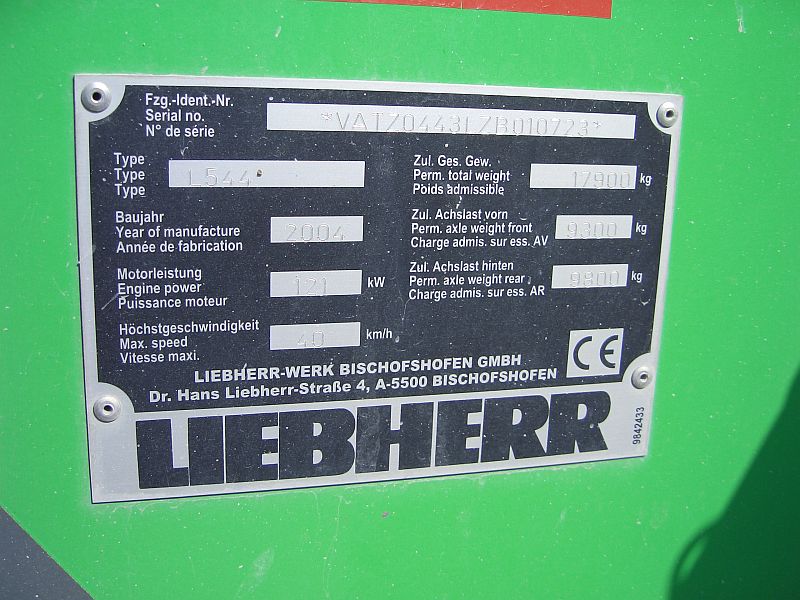 Fzg.-Ident.-Nr.
Serial no.
N° de série
*VATZ0443LZB010723*
Type
Type
Type
L544
Zul. Ges. Gew.
Perm. total weight
Poids admissible
17900 kg
Baujahr
Year of manufacture
Année de fabrication
2004
Zul. Achslast vorn
Perm. axle weight front
Charge admis. sur ess. AV
9300 kg
Motorleistung
Engine power
Puissance moteur
121 kW
Zul. Achslast hinten
Perm. axle weight rear
Charge admis. sur ess. AR
9800 kg
Höchstgeschwindigkeit
Max. speed
Vitesse maxi.
40 km/h
CE
LIEBHERR-WERK BISCHOFSHOFEN GMBH
Dr. Hans Liebherr-Straße 4, A-5500 BISCHOFSHOFEN
LIEBHERR
9842433